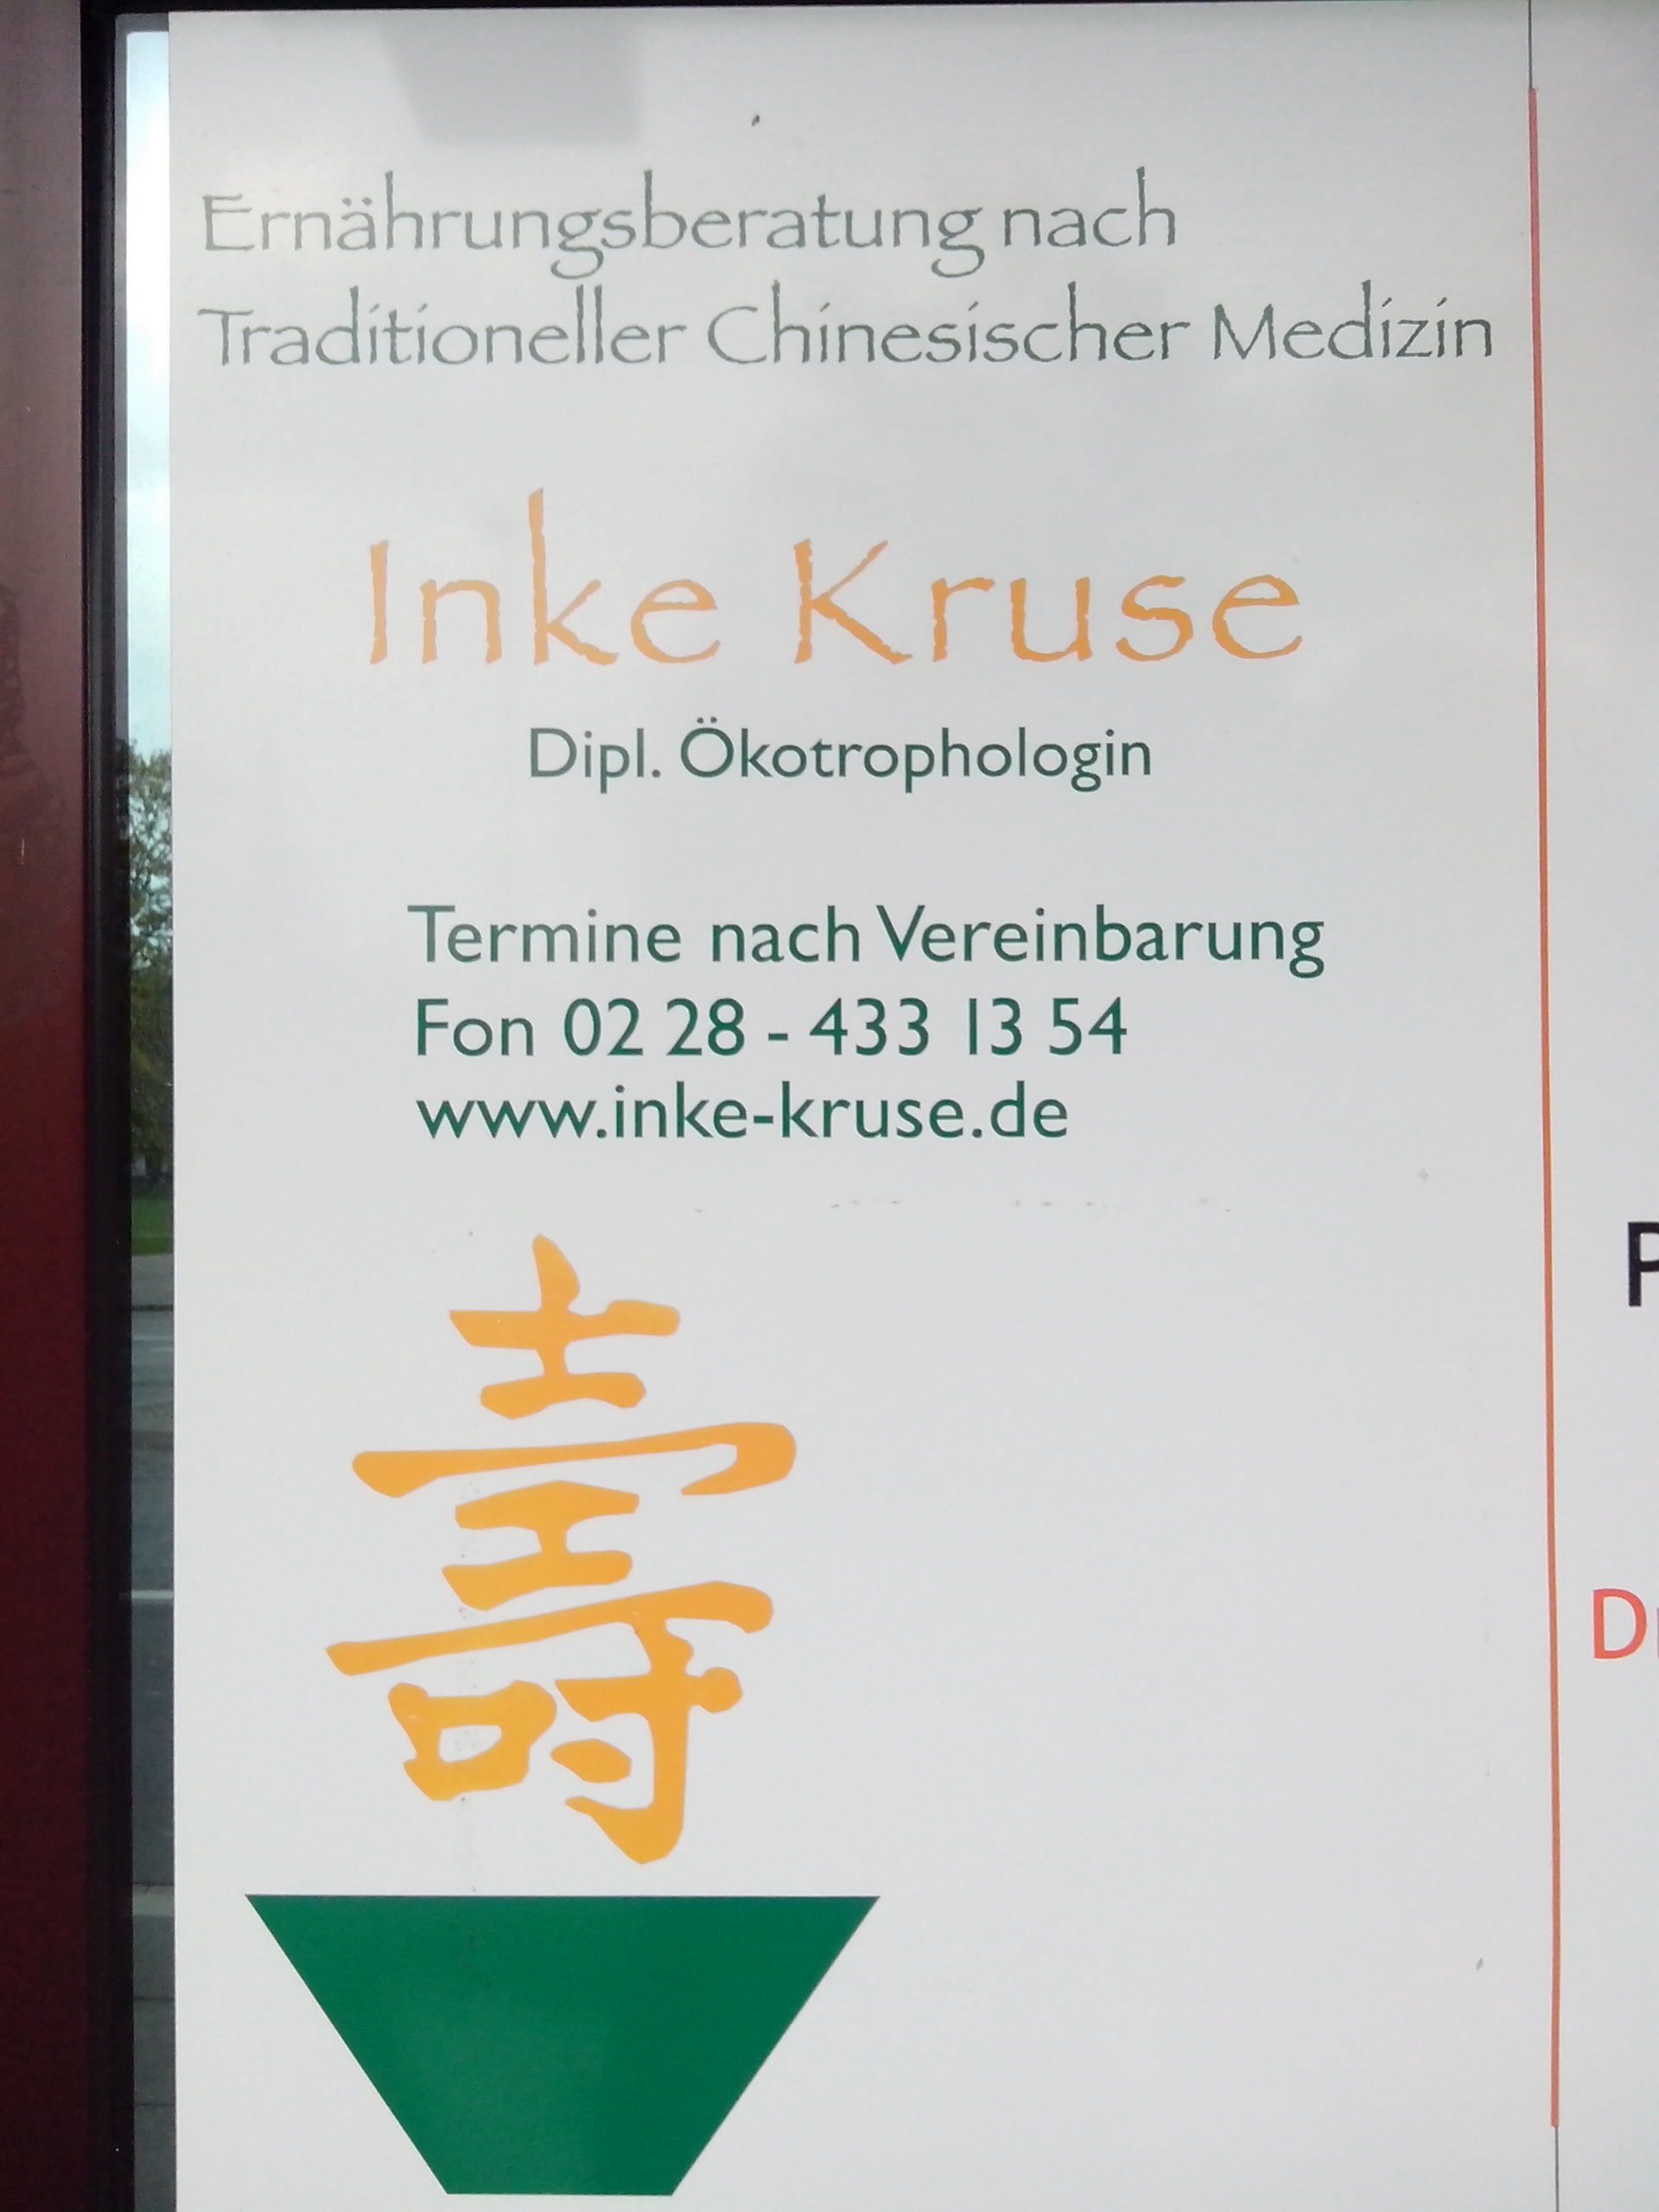 Ernährungsberatung nach
Traditioneller Chinesischer Medizin
Inke Kruse
Dipl. Ökotrophologin
Termine nach Vereinbarung
Fon 02 28 - 433 13 54
www.inke-kruse.de
壽